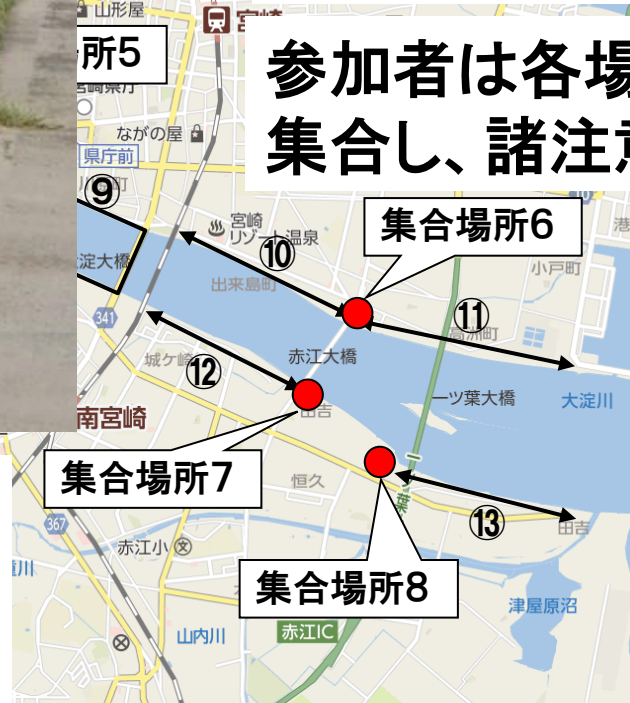 山形屋
宮崎
所5
宮崎県庁
参加者は各場
集合し、諸注意
ながの屋
県庁前
⑨
10
宮崎
リゾート温泉
集合場所6
港
⑩
小戸町
出来島町
淀大橋
341
⑪
高洲町
赤江大橋
城ケ崎
⑫
一ツ葉大橋
大淀川
南宮崎
田吉
集合場所7
恒久
一
367
⑬
田吉
赤江小
集合場所8
津屋原沼
山内川
赤江IC